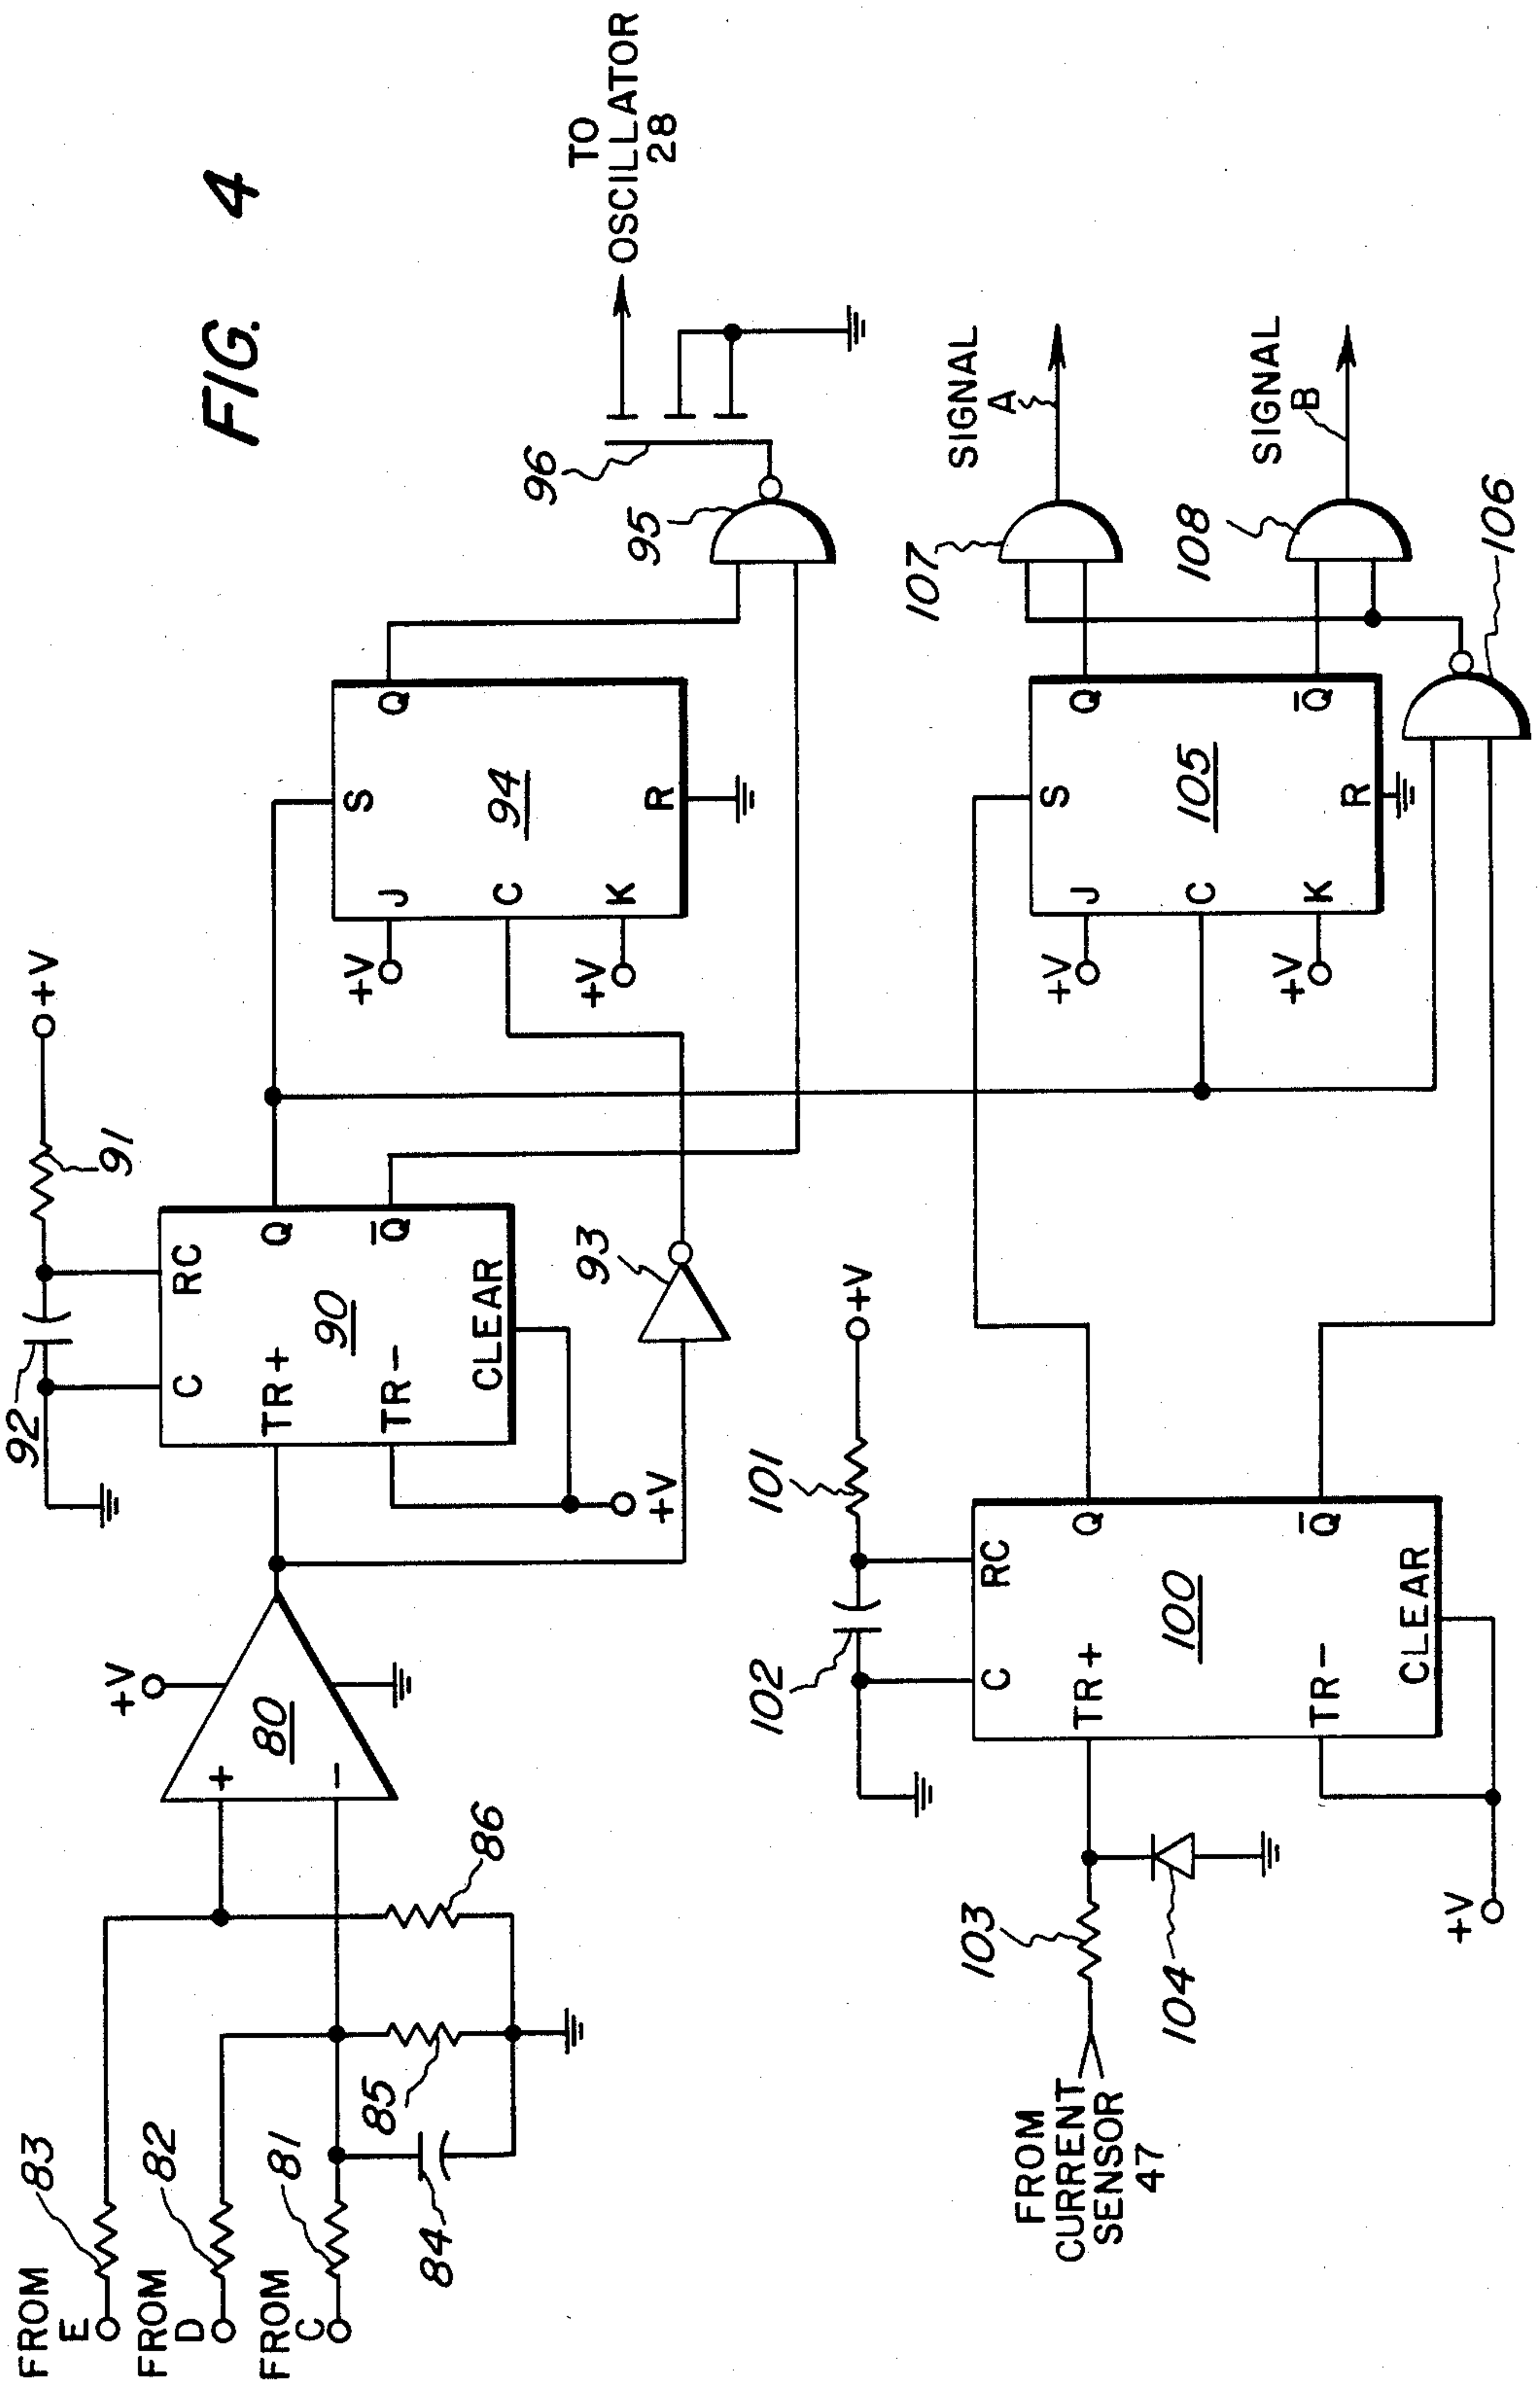 FIG. 4
FROM
E
83
FROM
D
82
FROM
C
81
84
85
86
+
-
80
+V
92
91
+V
C
RC
TR+
90
Q
TR-
Q̅
CLEAR
+V
93
S
J
Q
94
C
K
R
+V
+V
95
96
TO
OSCILLATOR
28
FROM
CURRENT
SENSOR
47
103
104
102
101
+V
C
RC
TR+
100
Q
TR-
Q̅
CLEAR
+V
S
J
Q
C
105
K
Q̅
R
+V
+V
106
107
108
SIGNAL
A
SIGNAL
B